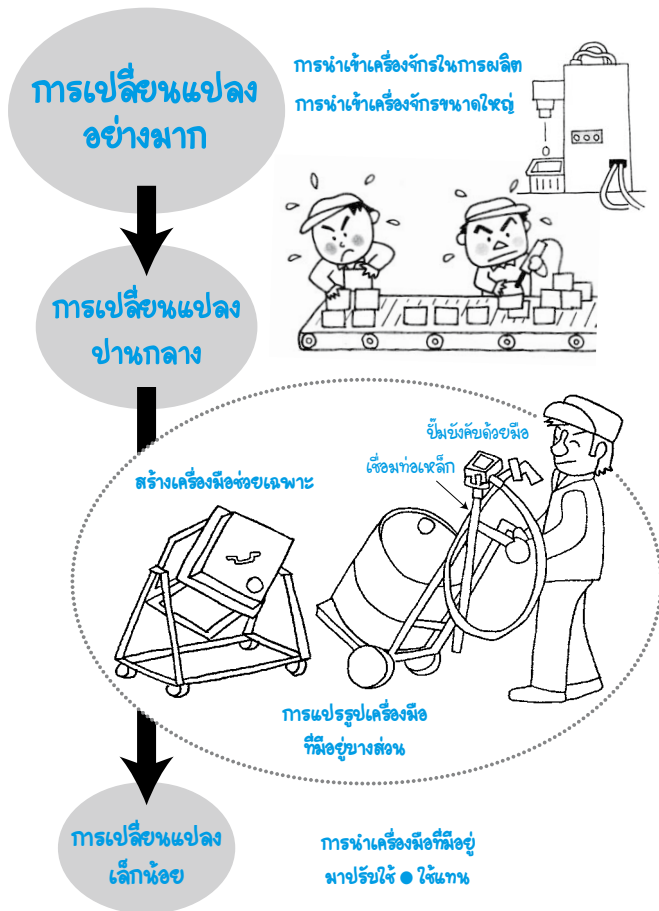 การเปลี่ยนแปลง
อย่างมาก
การนำเข้าเครื่องจักรในการผลิต
การนำเข้าเครื่องจักรขนาดใหญ่
การเปลี่ยนแปลง
ปานกลาง
ปั๊มบังคับด้วยมือ
เชื่อมท่อเหล็ก
สร้างเครื่องมือช่วยเฉพาะ
การแปรรูปเครื่องมือ
ที่มีอยู่บางส่วน
การเปลี่ยนแปลง
เล็กน้อย
การนำเครื่องมือที่มีอยู่
มาปรับใช้ ● ใช้แทน